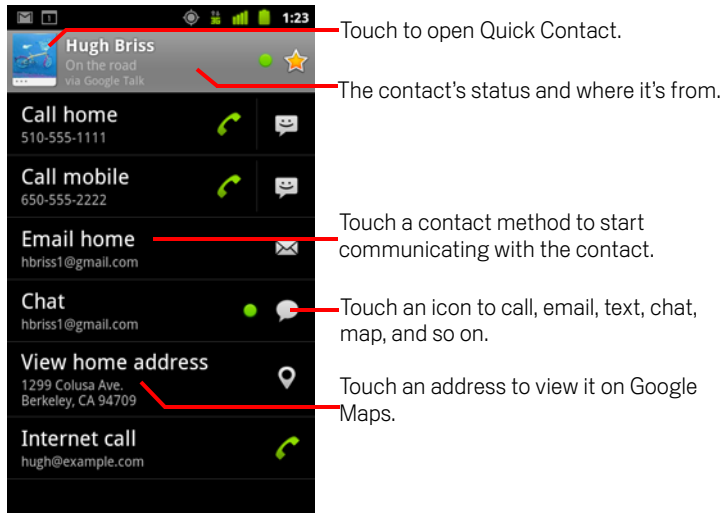 1:23
Hugh Briss
On the road
via Google Talk
Call home
510-555-1111
Call mobile
650-555-2222
Email home
hbriss1@gmail.com
Chat
hbriss1@gmail.com
View home address
1299 Colusa Ave.
Berkeley, CA 94709
Internet call
hugh@example.com
Touch to open Quick Contact.
The contact’s status and where it’s from.
Touch a contact method to start
communicating with the contact.
Touch an icon to call, email, text, chat,
map, and so on.
Touch an address to view it on Google
Maps.